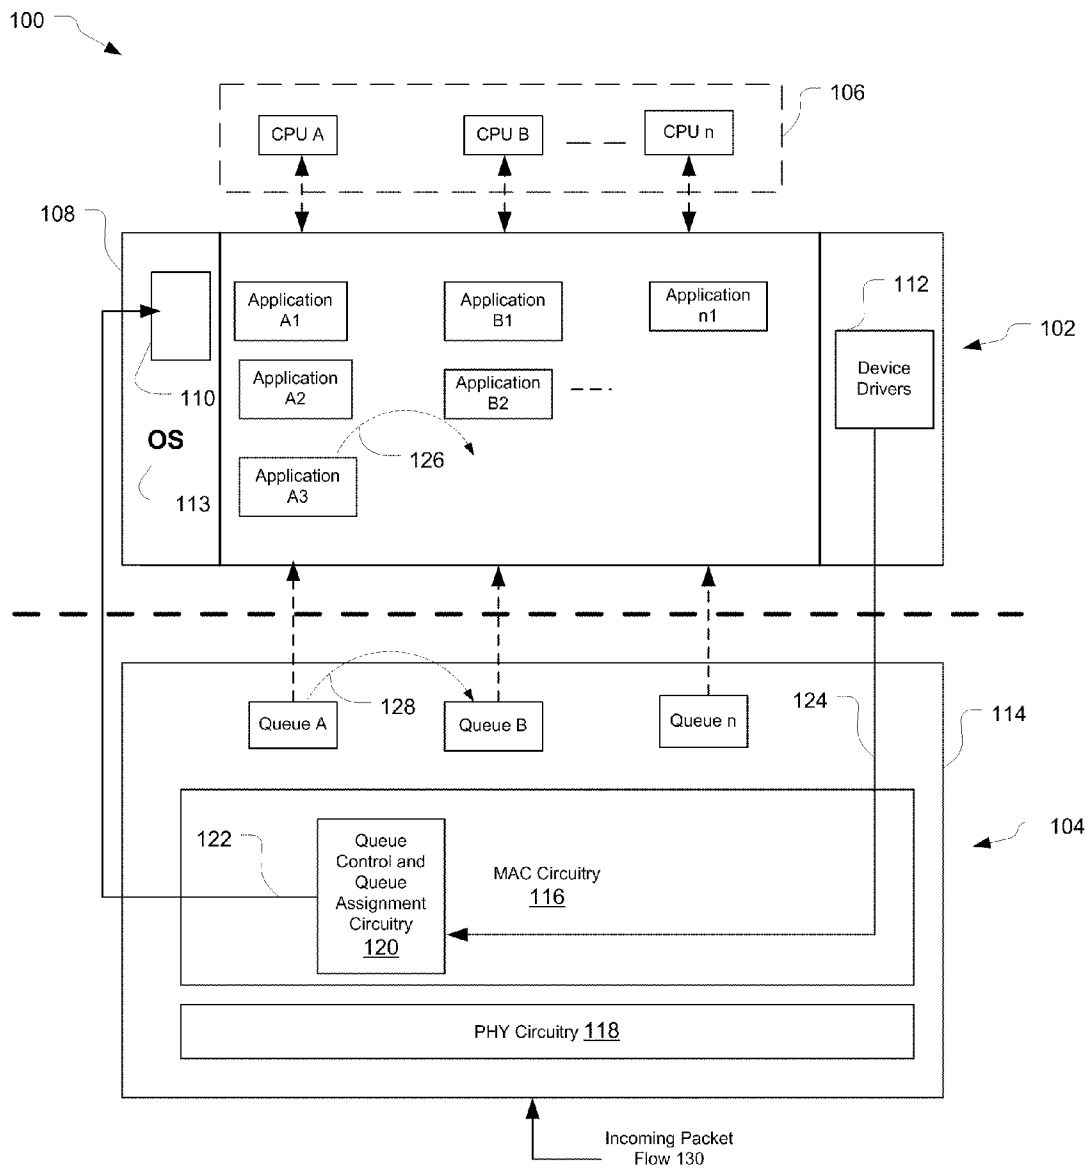 100
106
CPU A
CPU B
CPU n
108
Application
A1
Application
B1
Application
n1
112
102
Device
Drivers
Application
A2
Application
B2
110
OS
126
Application
A3
113
Queue A
128
Queue B
Queue n
124
114
122
Queue
Control and
Queue
Assignment
Circuitry
120
MAC Circuitry
116
104
PHY Circuitry 118
Incoming Packet
Flow 130